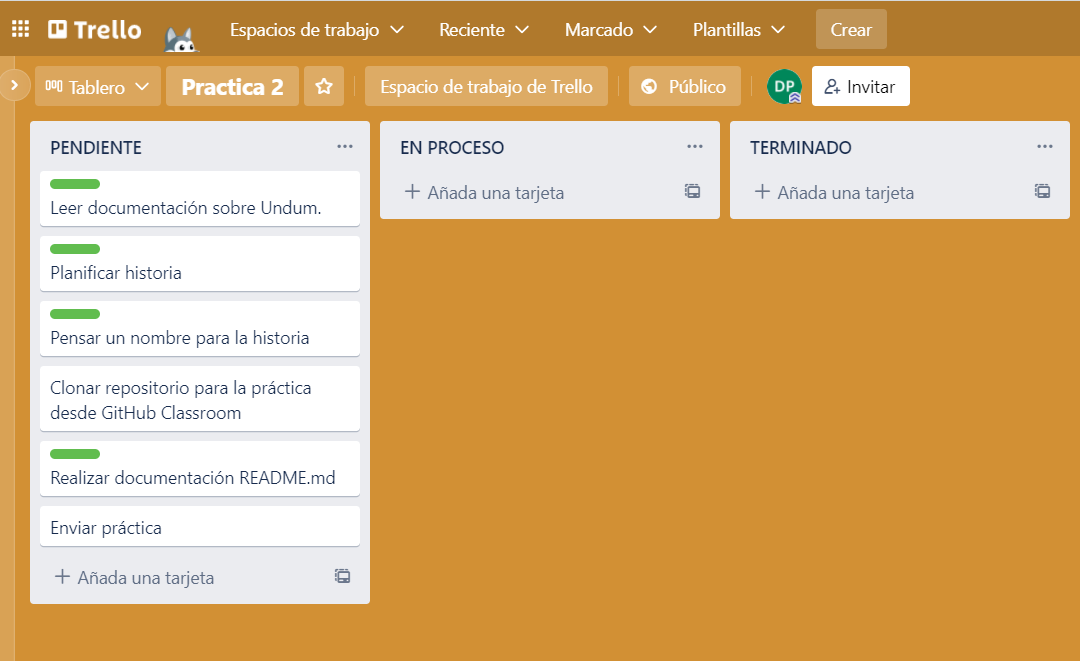 Trello
Espacios de trabajo
Reciente
Marcado
Plantillas
Crear
Tablero
Practica 2
Espacio de trabajo de Trello
Público
DP
Invitar
PENDIENTE
Leer documentación sobre Undum.
Planificar historia
Pensar un nombre para la historia
Clonar repositorio para la práctica
desde GitHub Classroom
Realizar documentación README.md
Enviar práctica
+ Añada una tarjeta
EN PROCESO
+ Añada una tarjeta
TERMINADO
+ Añada una tarjeta